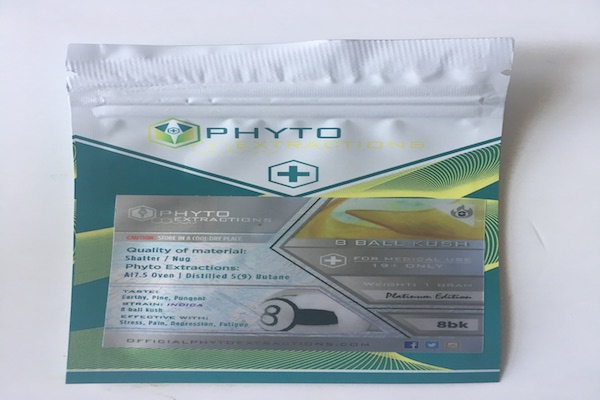 PHYTO
EXTRACTIONS
PHYTO
EXTRACTIONS
CAUTION: STORE IN A COOL DRY PLACE
Quality of material:
Shatter / Nug
Phyto Extractions:
Ai7.5 Oven | Distilled 5(9) Butane
TASTE:
Earthy, Pine, Pungent
STRAIN: INDICA
8-ball kush
EFFECTIVE WITH:
Stress, Pain, Depression, Fatigue
OFFICIALPHYTOEXTRACTIONS.COM
8 BALL KUSH
FOR MEDICAL USE
19+ ONLY
WEIGHT: 1 GRAM
Platinum Edition
8bk
8